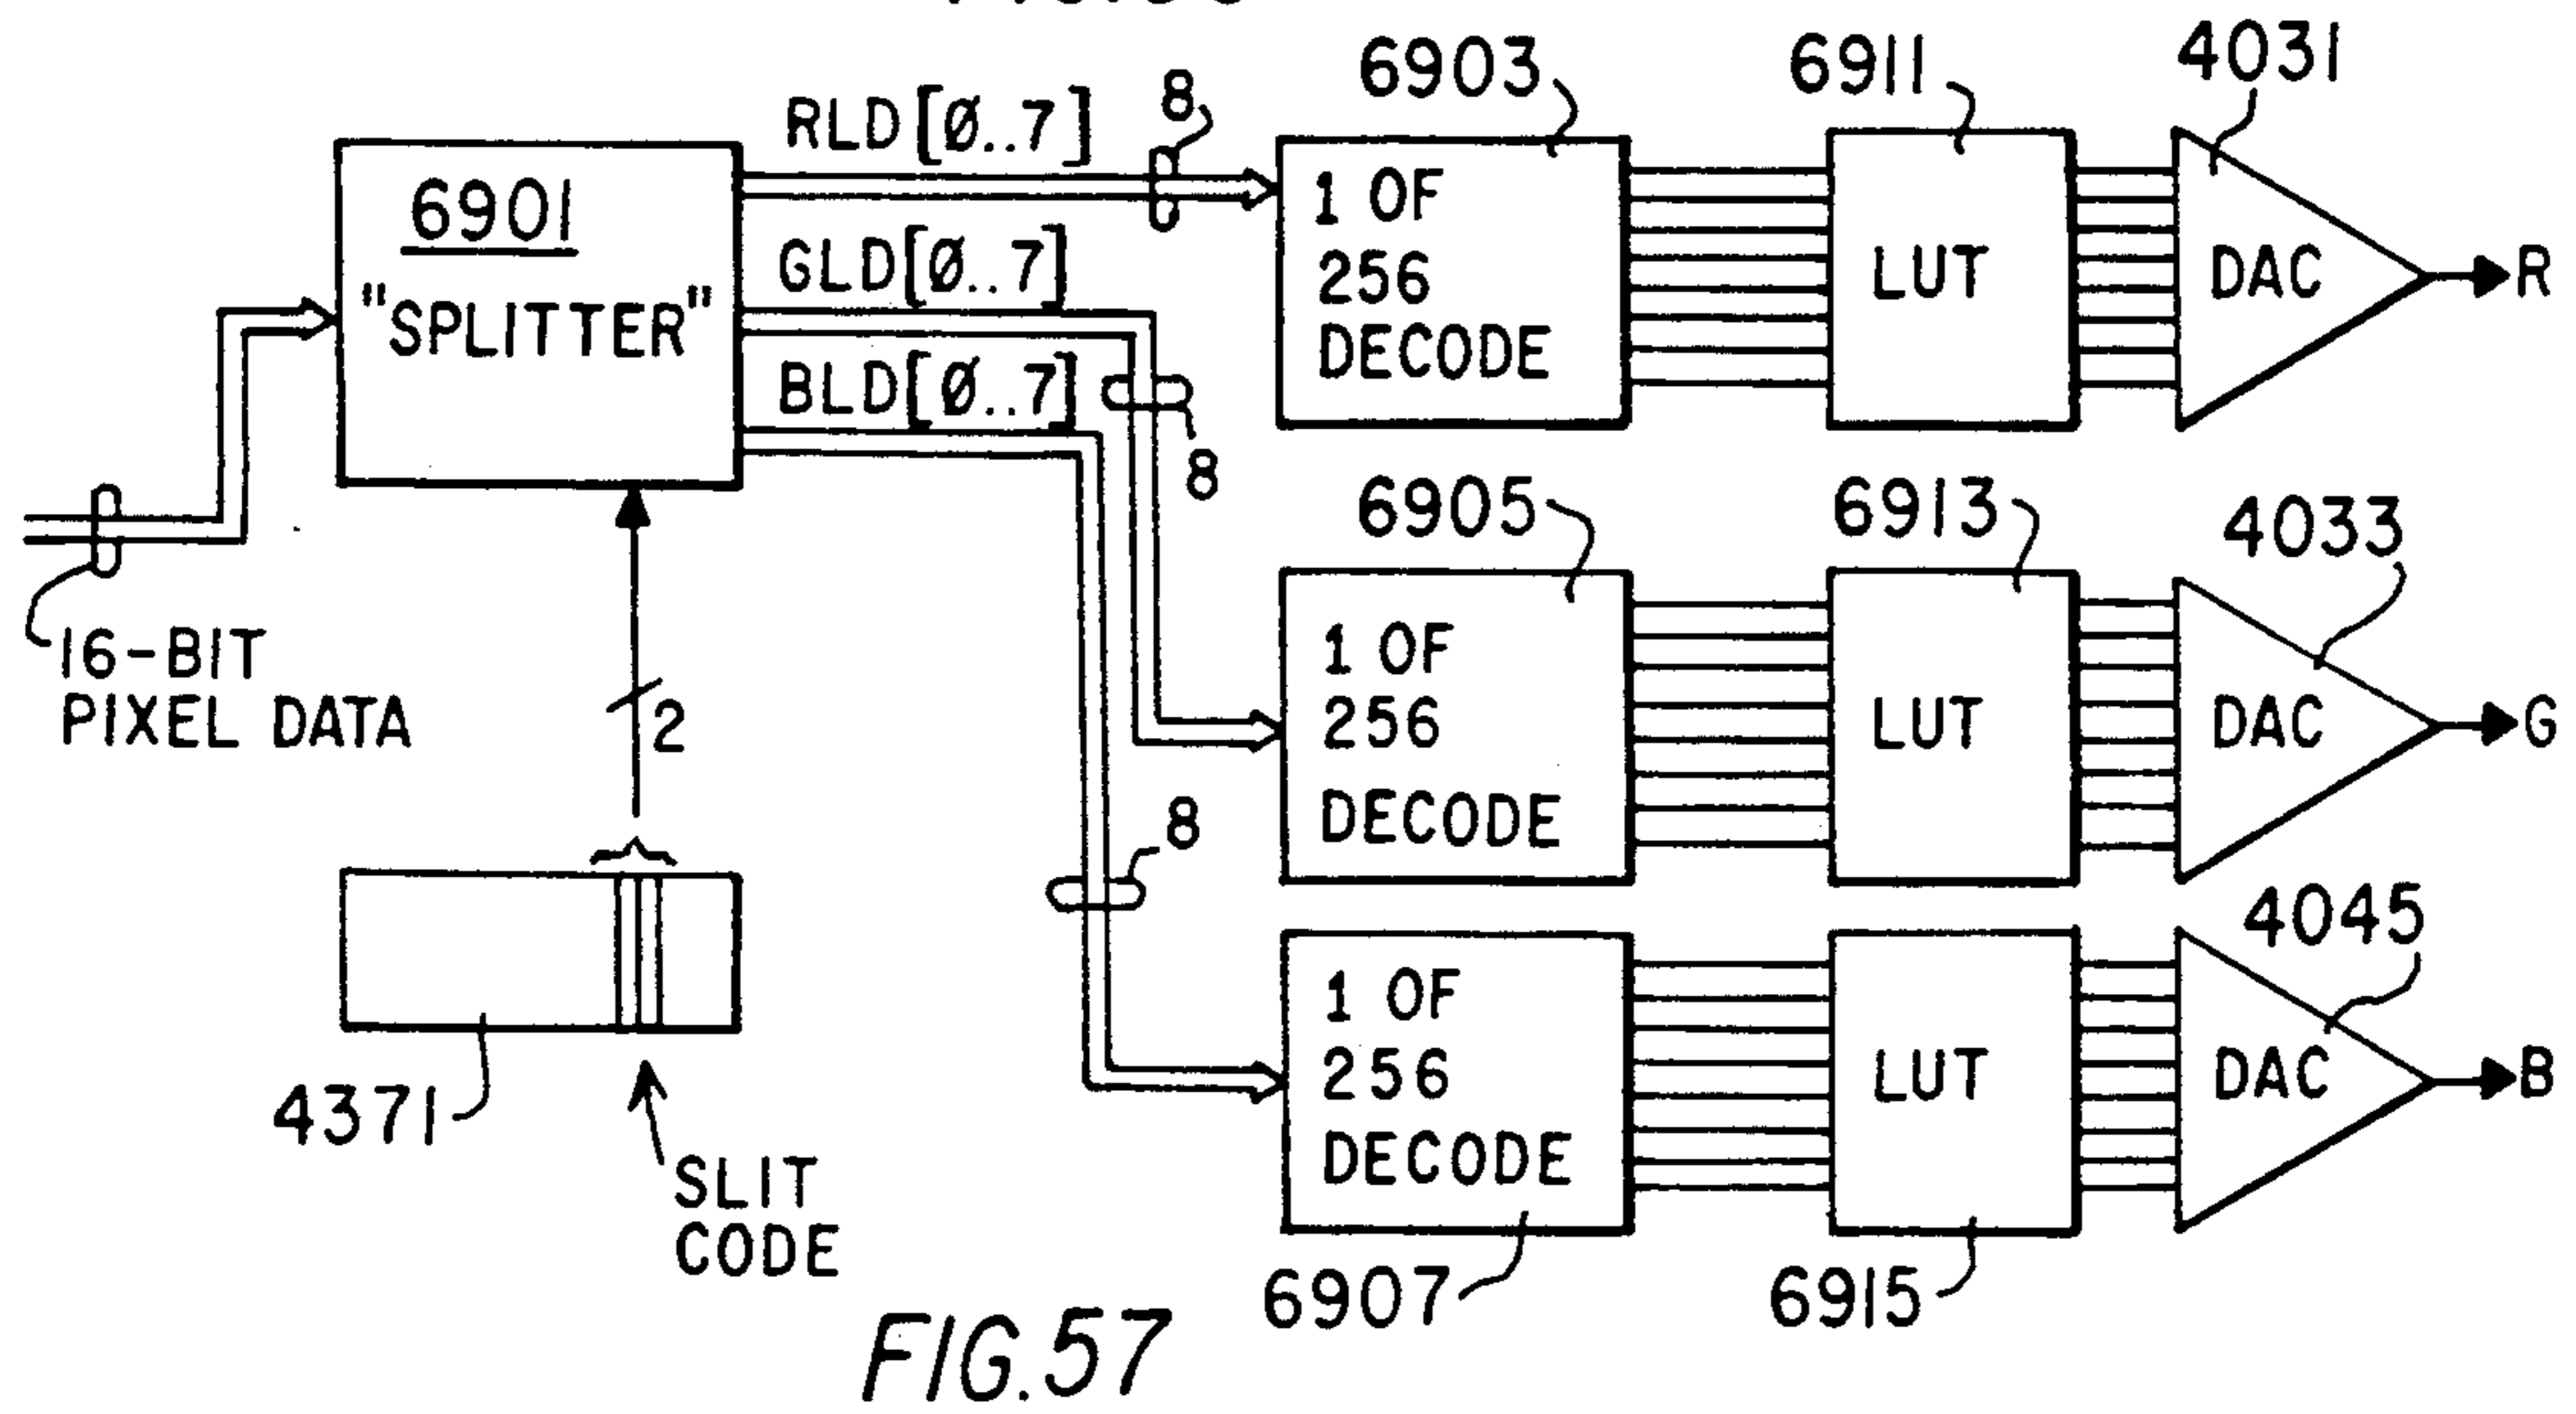 6903
6911
4031
8
RLD[Ø..7]
6901
"SPLITTER"
GLD[Ø..7]
BLD[Ø..7]
8
1 OF
256
DECODE
LUT
DAC
R
16-BIT
PIXEL DATA
2
6905
6913
4033
1 OF
256
DECODE
LUT
DAC
G
8
4371
SLIT
CODE
4045
1 OF
256
DECODE
LUT
DAC
B
6907
6915
FIG.57